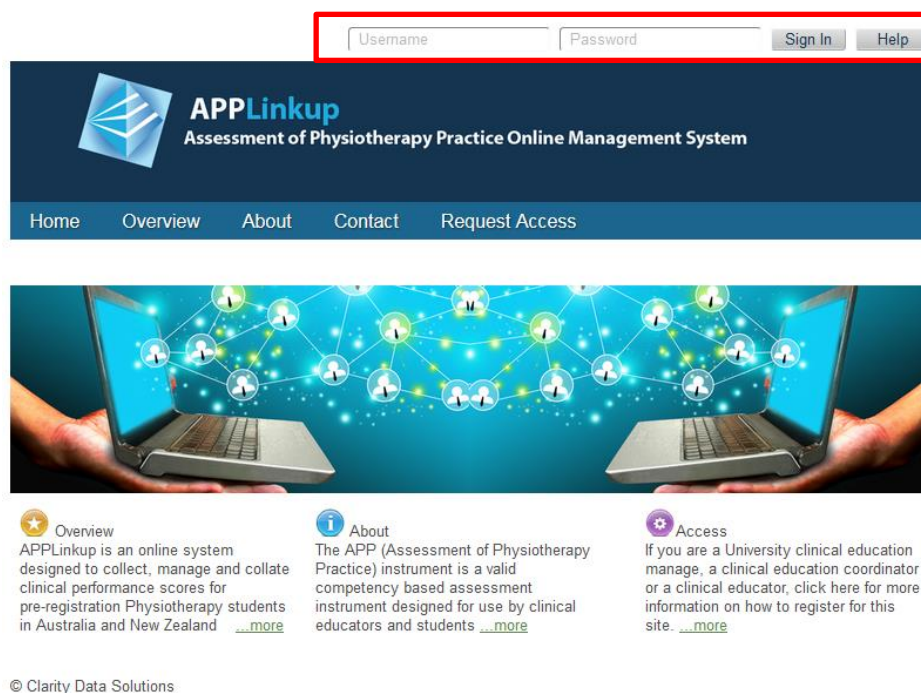 Username Password Sign In Help
APPLinkup
Assessment of Physiotherapy Practice Online Management System
Home Overview About Contact Request Access
Overview
APPLinkup is an online system
designed to collect, manage and collate
clinical performance scores for
pre-registration Physiotherapy students
in Australia and New Zealand ...more
About
The APP (Assessment of Physiotherapy
Practice) instrument is a valid
competency based assessment
instrument designed for use by clinical
educators and students ...more
Access
If you are a University clinical education
manage, a clinical education coordinator
or a clinical educator, click here for more
information on how to register for this
site. ...more
© Clarity Data Solutions